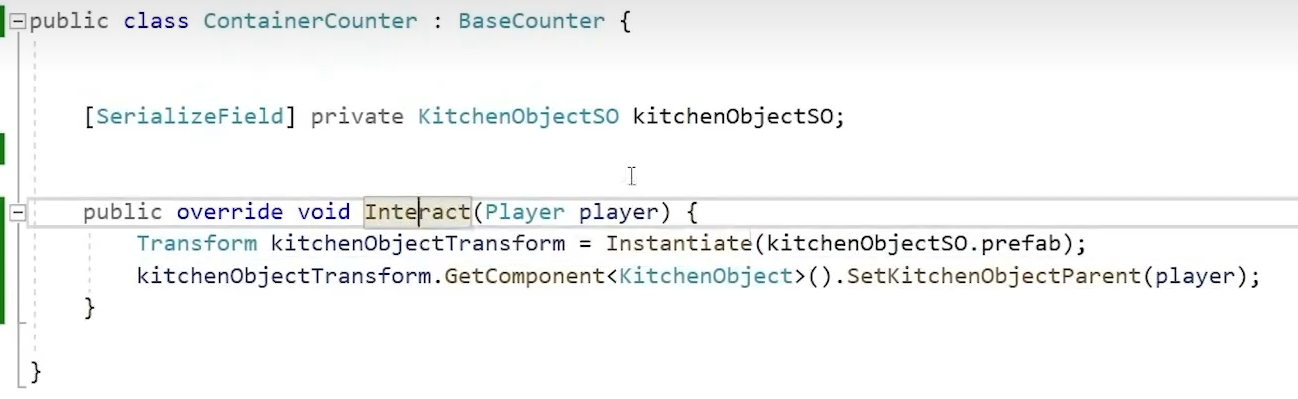 public class ContainerCounter : BaseCounter {
[SerializeField] private KitchenObjectSO kitchenObjectSO;
public override void Interact(Player player) {
Transform kitchenObjectTransform = Instantiate(kitchenObjectSO.prefab);
kitchenObjectTransform.GetComponent<KitchenObject>().SetKitchenObjectParent(player);
}
}